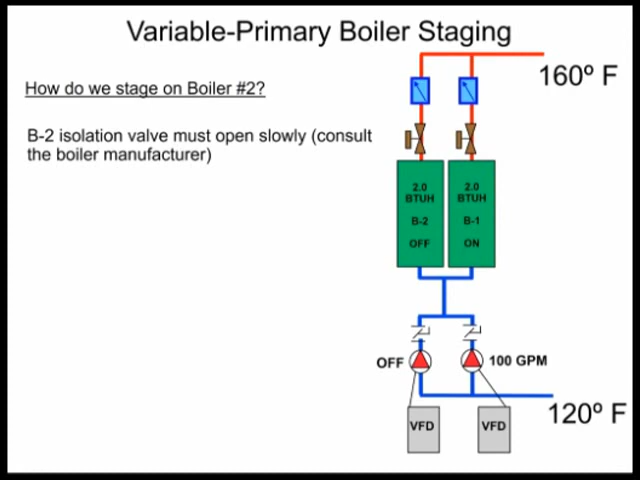 Variable-Primary Boiler Staging
How do we stage on Boiler #2?
160º F
B-2 isolation valve must open slowly (consult
the boiler manufacturer)
2.0
BTUH
B-2
OFF
2.0
BTUH
B-1
ON
OFF
100 GPM
120º F
VFD
VFD